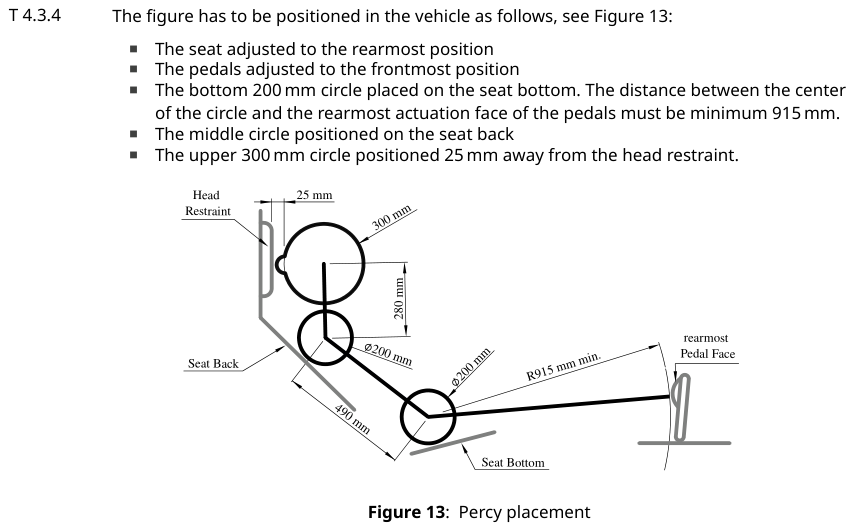 T 4.3.4 The figure has to be positioned in the vehicle as follows, see Figure 13:
▪ The seat adjusted to the rearmost position
▪ The pedals adjusted to the frontmost position
▪ The bottom 200 mm circle placed on the seat bottom. The distance between the center
of the circle and the rearmost actuation face of the pedals must be minimum 915 mm.
▪ The middle circle positioned on the seat back
▪ The upper 300 mm circle positioned 25 mm away from the head restraint.
Head
Restraint
25 mm
300 mm
280 mm
Seat Back
⌀200 mm
⌀200 mm
490 mm
R915 mm min.
rearmost
Pedal Face
Seat Bottom
Figure 13: Percy placement